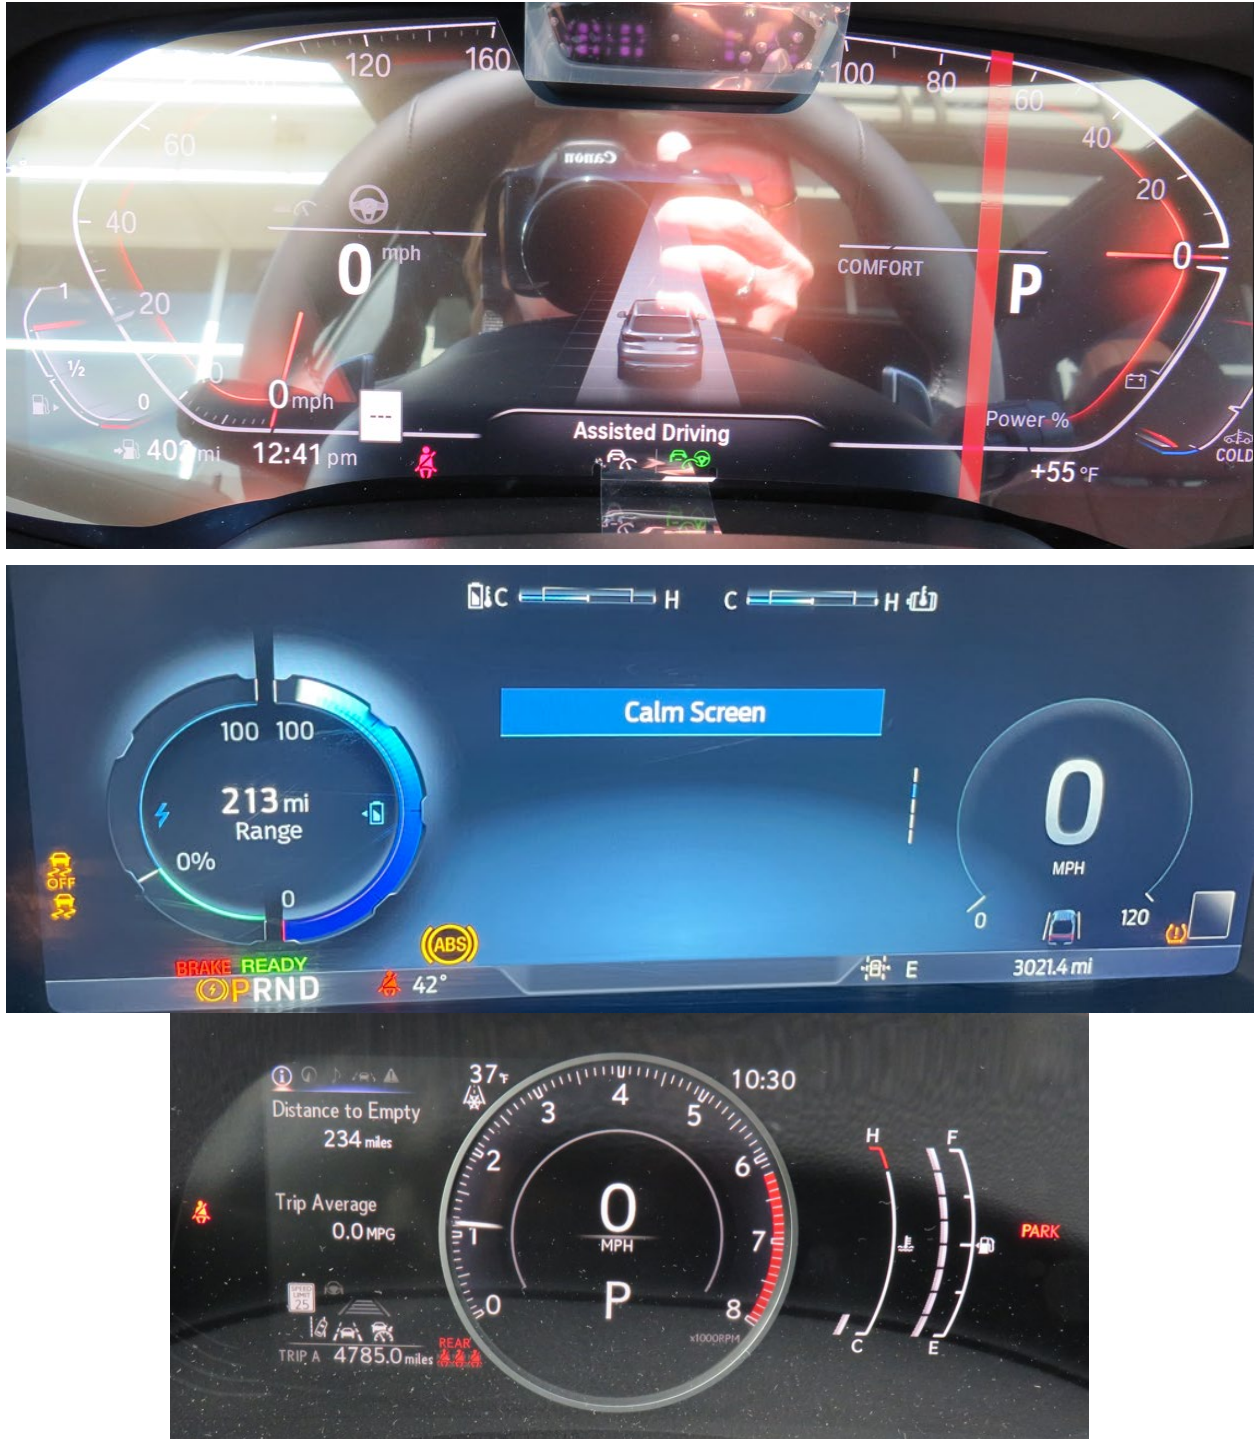 120
160
100
80
60
60
40
40
20
20
0
Canon
0 mph
COMFORT
P
1
1/2
0
0 mph
---
402 mi
12:41 pm
Assisted Driving
Power %
+55 °F
COLD
C H
C H
Calm Screen
100 100
213 mi
Range
0%
0
0
MPH
0 120
OFF
ABS
BRAKE READY
PRND
42°
E
3021.4 mi
37°F
10:30
Distance to Empty
234 miles
Trip Average
0.0 MPG
SPEED
LIMIT
25
TRIP A 4785.0 miles
REAR
0
1
2
3
4
5
6
7
8
0
MPH
P
x1000RPM
H
C
F
E
PARK